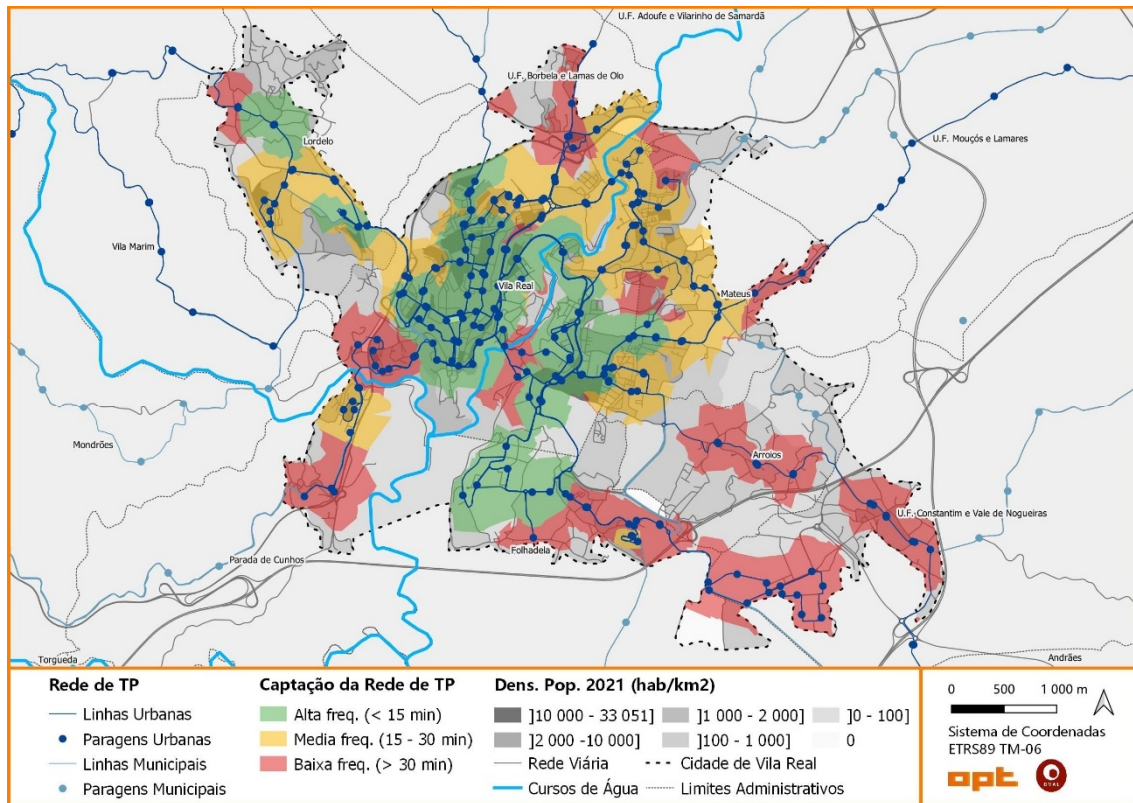 U.F. Adoufe e Vilarinho de Samardã
U.F. Borbela e Lamas de Olo
Lordelo
U.F. Mouçós e Lamares
Vila Marim
Vila Real
Mateus
Mondrões
Arroios
U.F. Constantim e Vale de Nogueiras
Folhadela
Parada de Cunhos
Torgueda
Andrães
Rede de TP
Linhas Urbanas
Paragens Urbanas
Linhas Municipais
Paragens Municipais
Captação da Rede de TP
Alta freq. (< 15 min)
Media freq. (15 - 30 min)
Baixa freq. (> 30 min)
Dens. Pop. 2021 (hab/km2)
]10 000 - 33 051]
]1 000 - 2 000]
]0 - 100]
]2 000 -10 000]
]100 - 1 000]
0
Rede Viária
Cidade de Vila Real
Cursos de Água
Limites Administrativos
0 500 1 000 m
Sistema de Coordenadas
ETRS89 TM-06
opt